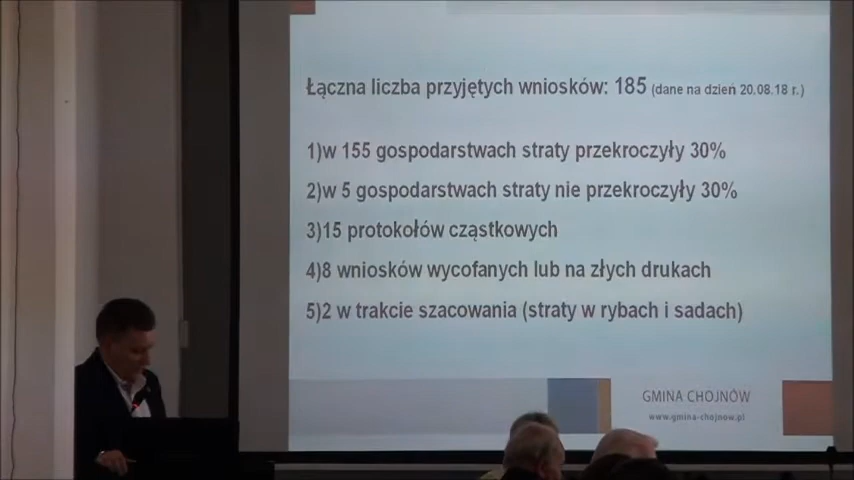 Łączna liczba przyjętych wniosków: 185 (dane na dzień 20.08.18 r.)
1)w 155 gospodarstwach straty przekroczyły 30%
2)w 5 gospodarstwach straty nie przekroczyły 30%
3)15 protokołów cząstkowych
4)8 wniosków wycofanych lub na złych drukach
5)2 w trakcie szacowania (straty w rybach i sadach)
GMINA CHOJNÓW
www.gmina-chojnow.pl